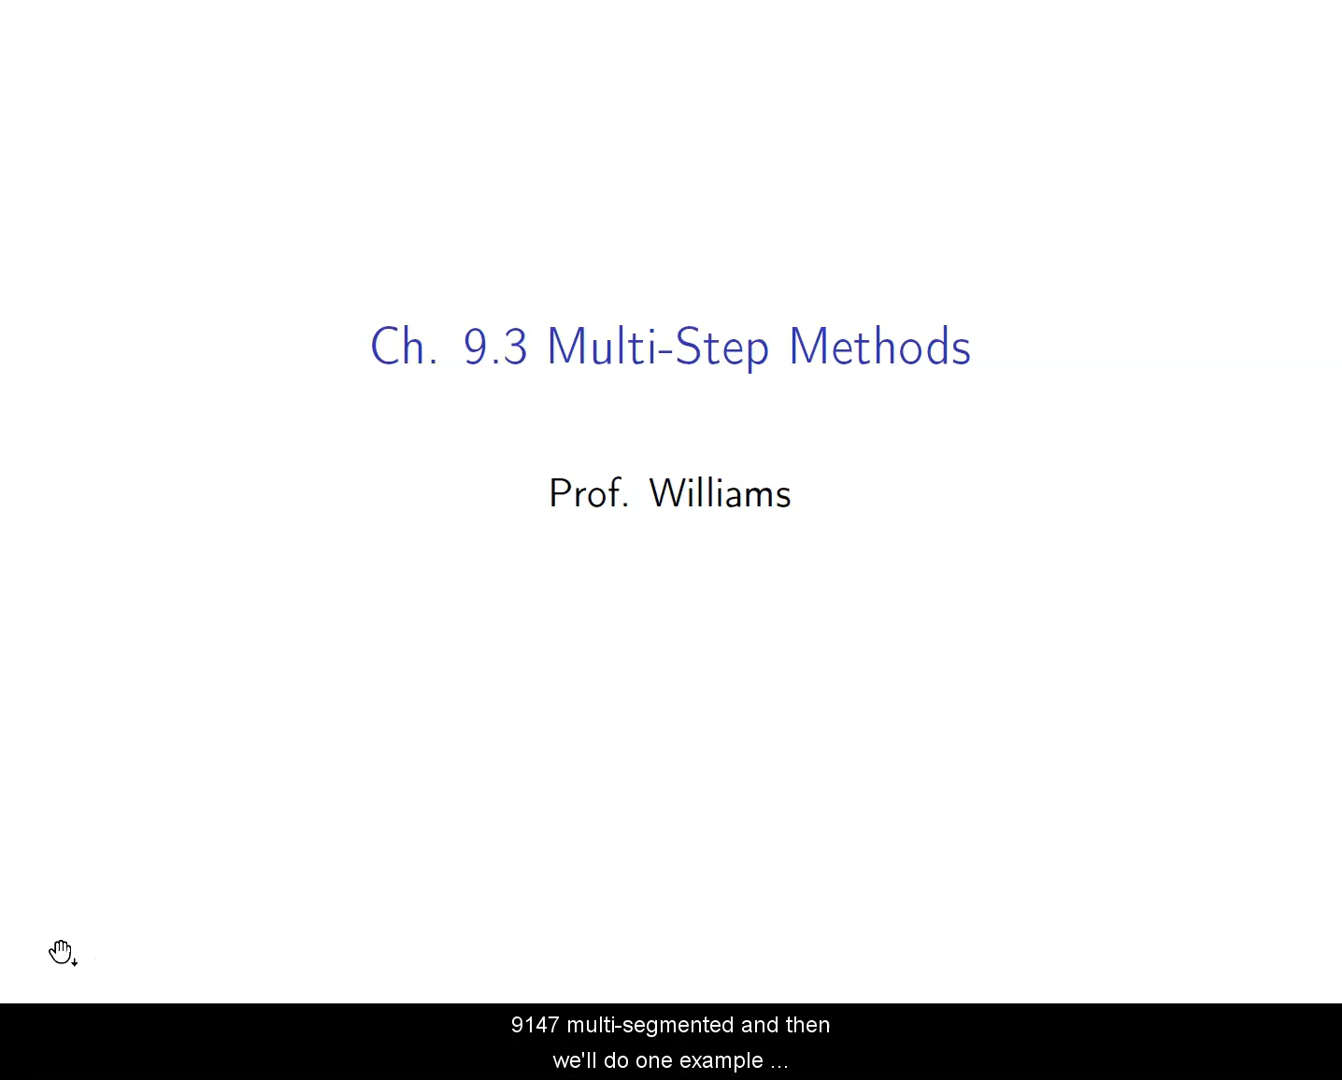 Ch. 9.3 Multi-Step Methods
Prof. Williams
9147 multi-segmented and then
we'll do one example ...